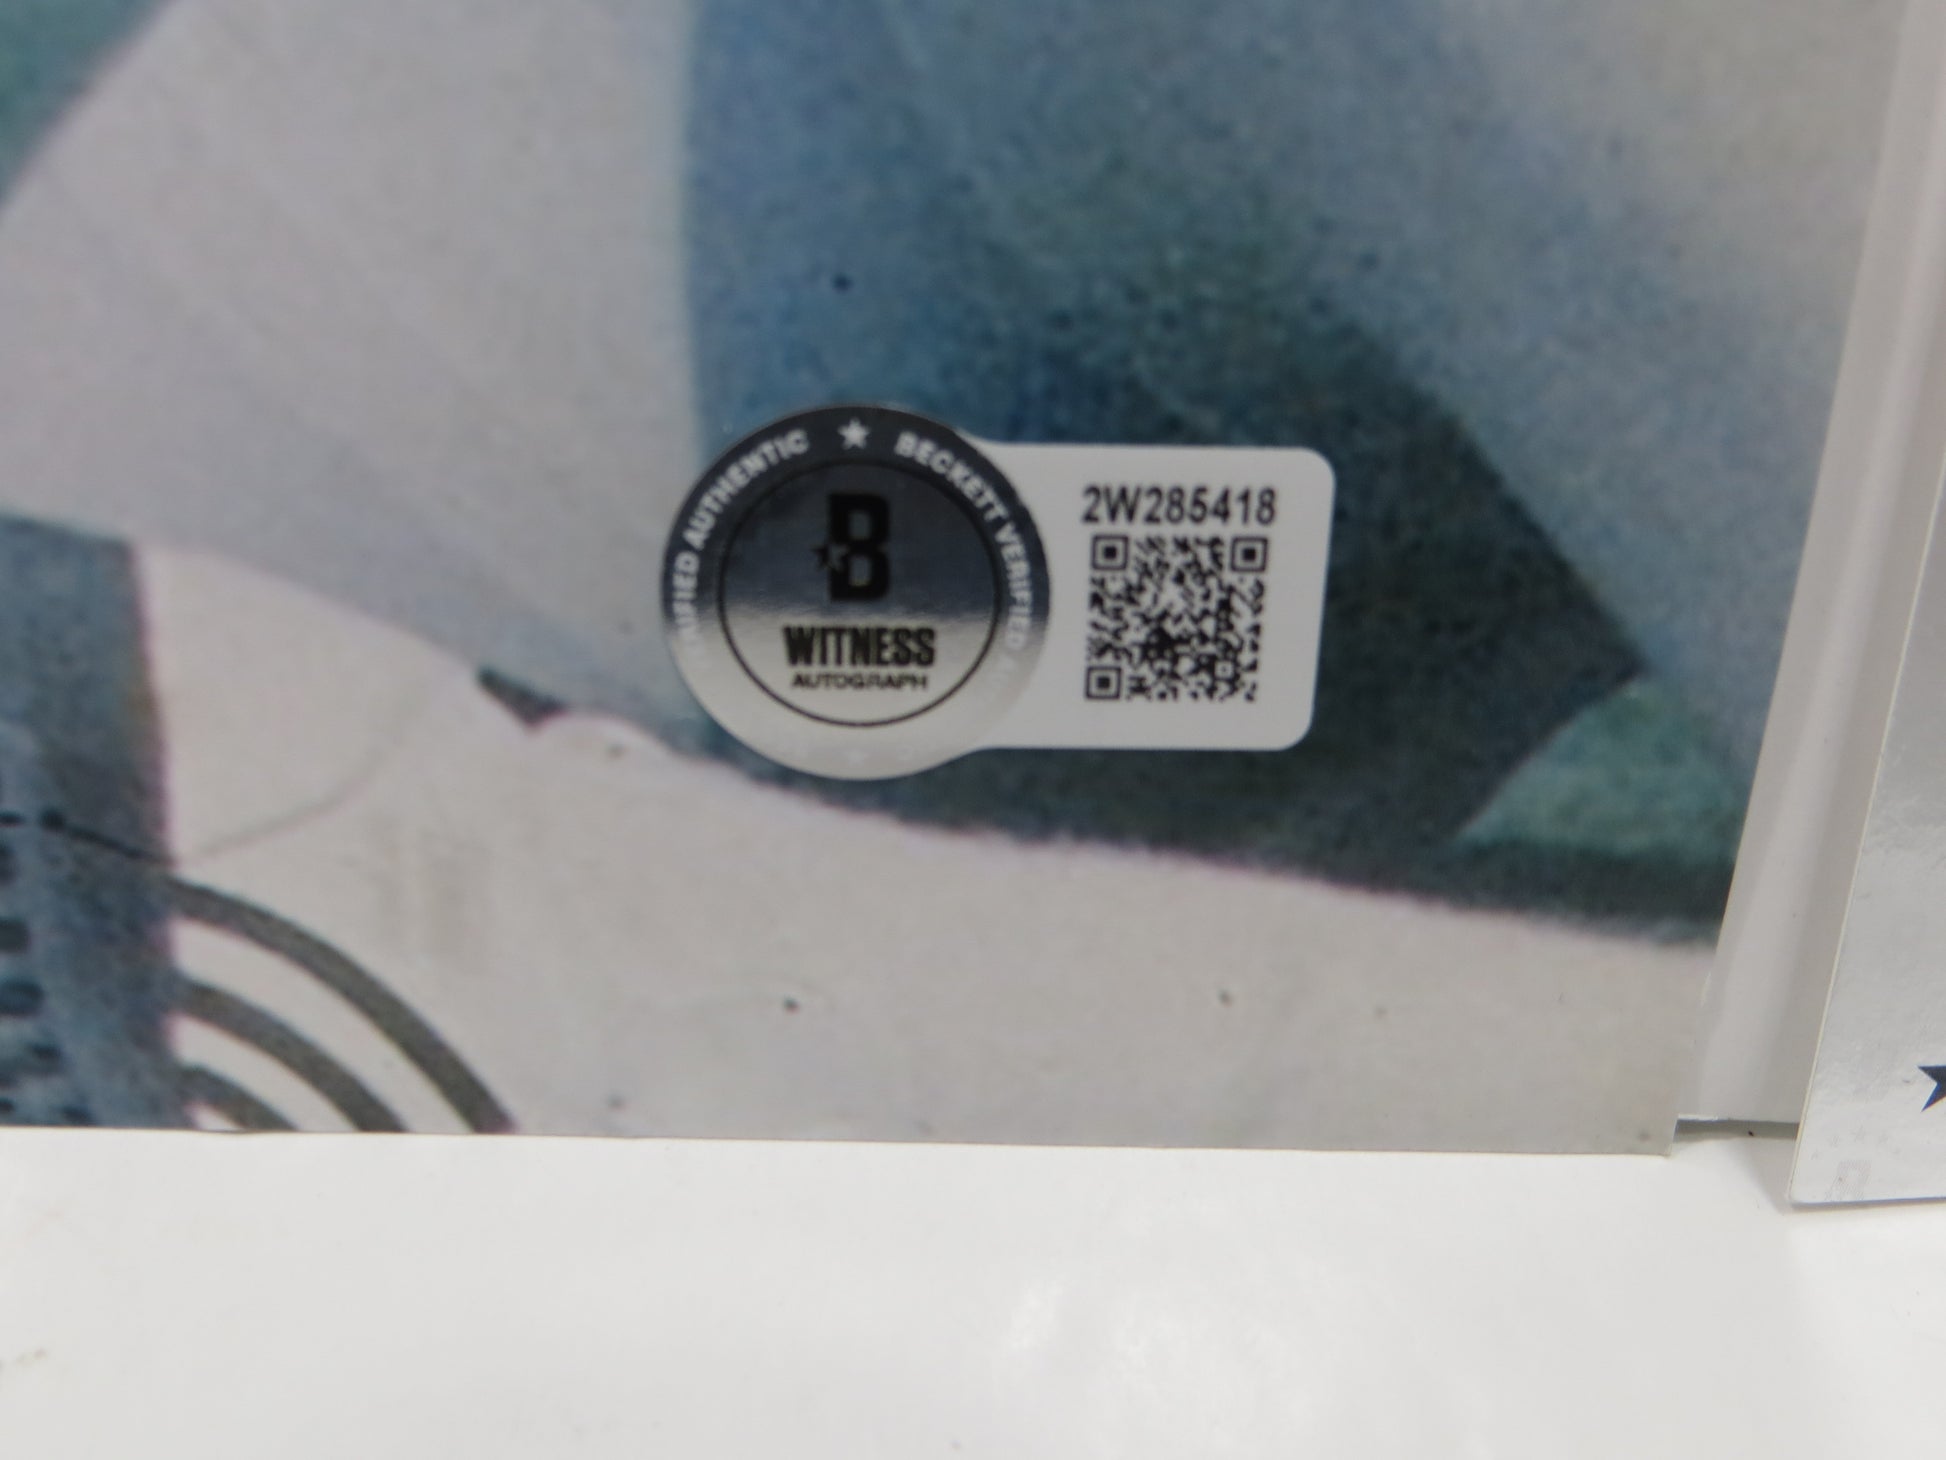 VERIFIED AUTHENTIC ★ BECKETT VERIFIED
B
WITNESS
AUTOGRAPH
2W285418